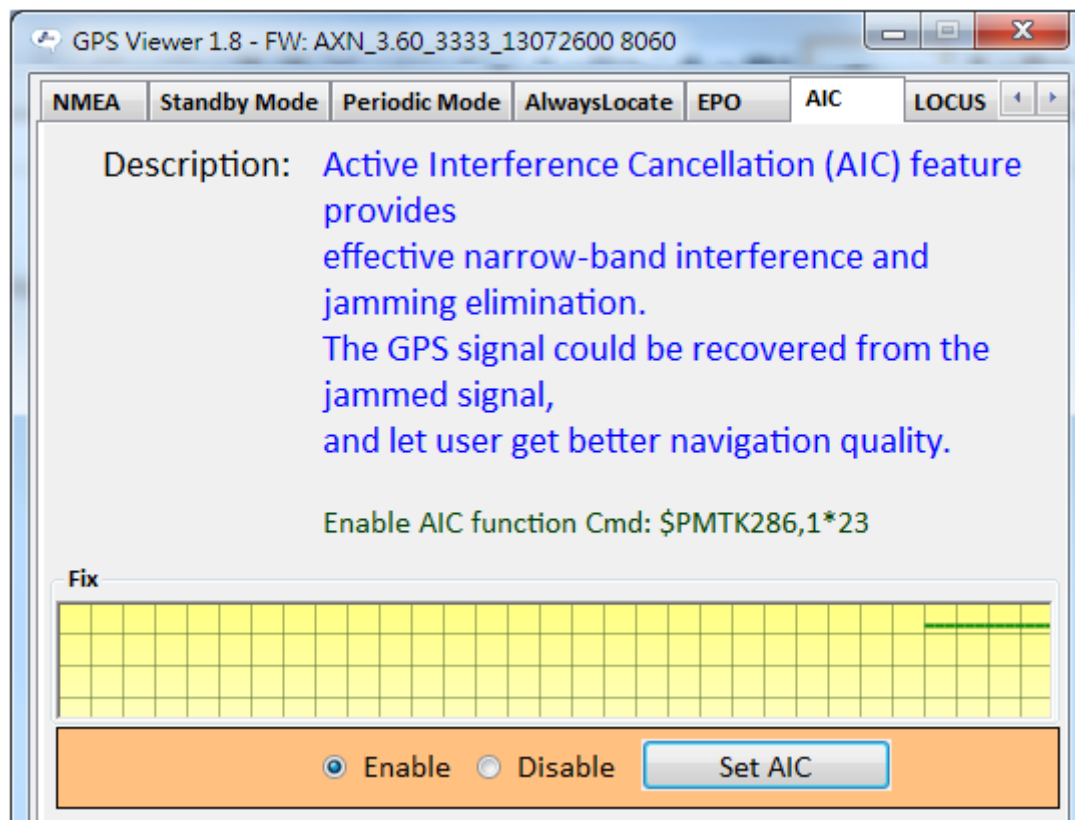 GPS Viewer 1.8 - FW: AXN_3.60_3333_13072600 8060
NMEA Standby Mode Periodic Mode AlwaysLocate EPO AIC LOCUS
Description: Active Interference Cancellation (AIC) feature
provides
effective narrow-band interference and
jamming elimination.
The GPS signal could be recovered from the
jammed signal,
and let user get better navigation quality.
Enable AIC function Cmd: $PMTK286,1*23
Fix
Enable Disable Set AIC